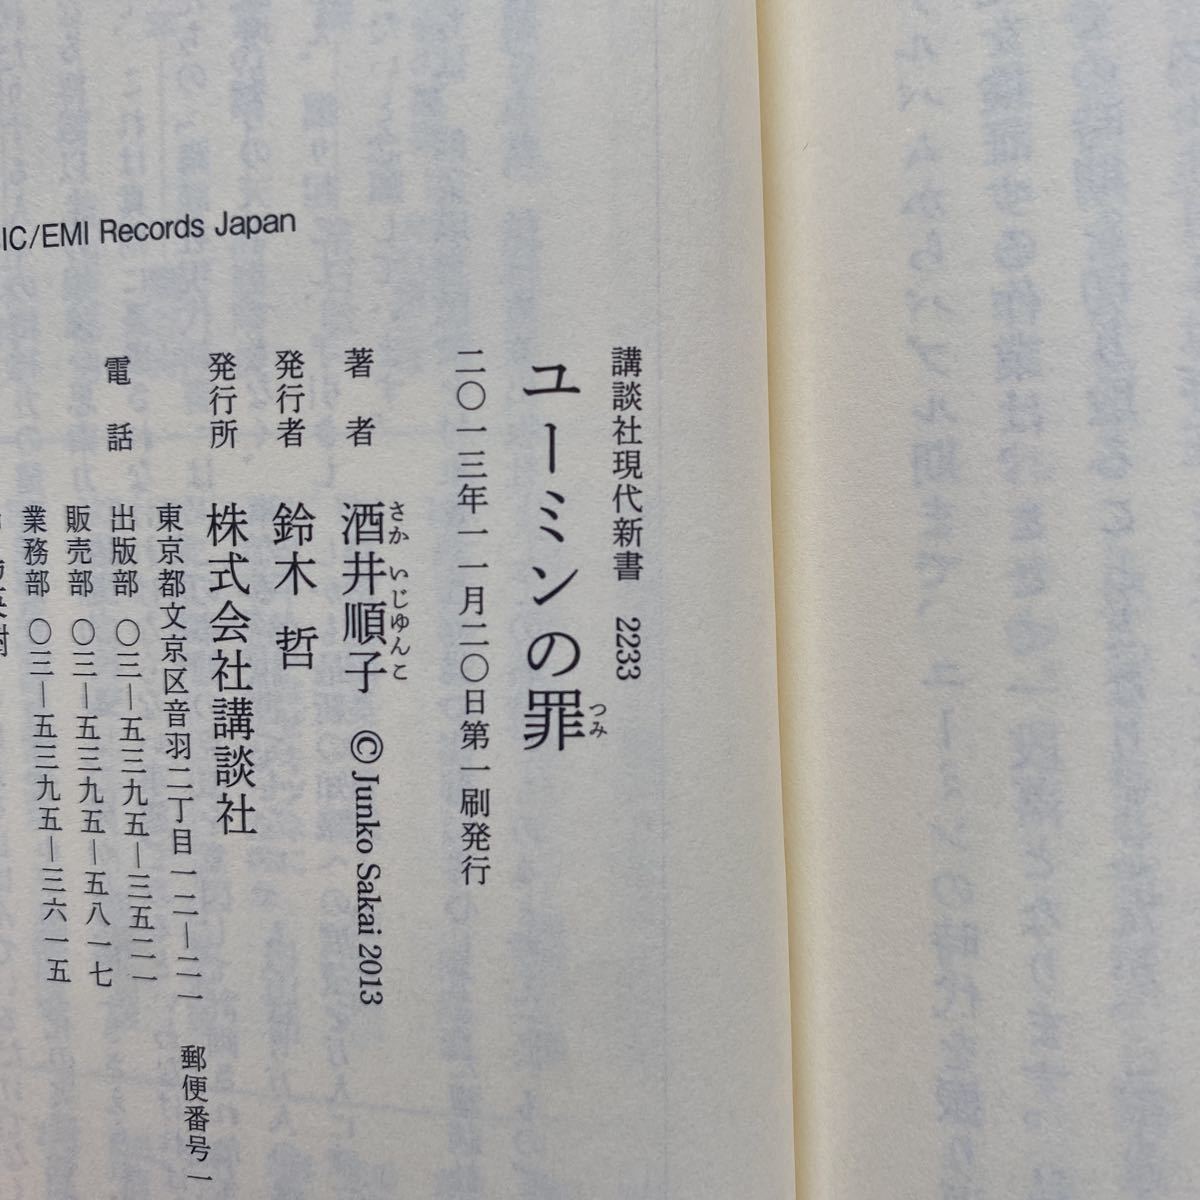 IC/EMI Records Japan
講談社現代新書 2233
ユーミンの罪
つみ
二〇一三年一一月二〇日第一刷発行
著者 酒井順子 © Junko Sakai 2013
さか いじゆんこ
発行者 鈴木 哲
発行所 株式会社講談社
東京都文京区音羽二丁目一二―二一 郵便番号一
電話 出版部 〇三―五三九五―三五二一
販売部 〇三―五三九五―五八一七
業務部 〇三―五三九五―三六一五